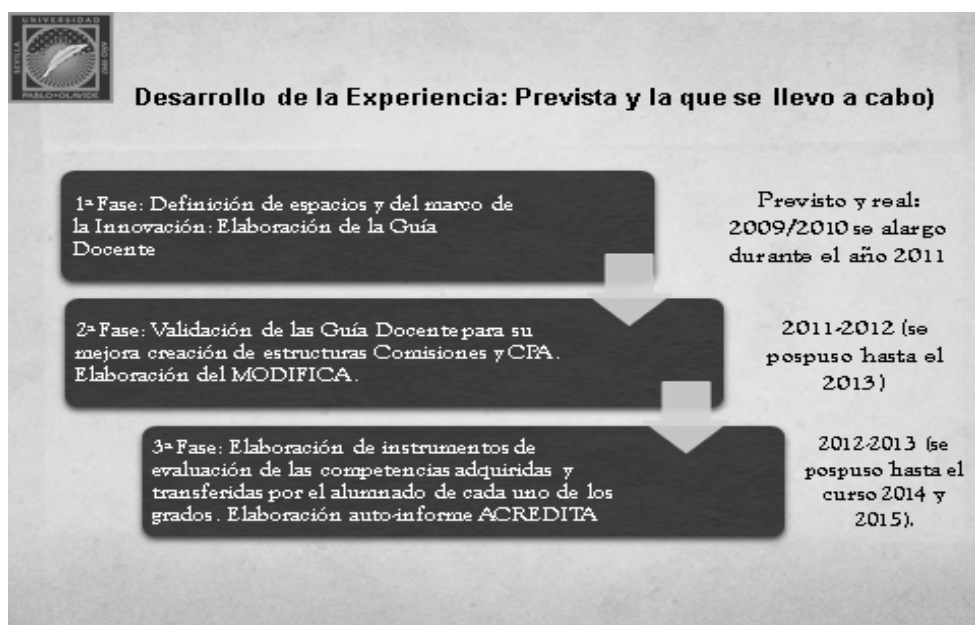 UNIVERSIDAD
SEVILLA
AÑO 1997
PABLO·OLAVIDE
Desarrollo de la Experiencia: Prevista y la que se llevo a cabo)
1ª Fase: Definición de espacios y del marco de
la Innovación: Elaboración de la Guía
Docente
Previsto y real:
2009/2010 se alargo
durante el año 2011
2ª Fase: Validación de las Guía Docente para su
mejora creación de estructuras Comisiones y CPA.
Elaboración del MODIFICA.
2011-2012 (se
pospuso hasta el
2013)
3ª Fase: Elaboración de instrumentos de
evaluación de las competencias adquiridas y
transferidas por el alumnado de cada uno de los
grados. Elaboración auto-informe ACREDITA
2012-2013 (se
pospuso hasta el
curso 2014 y
2015).